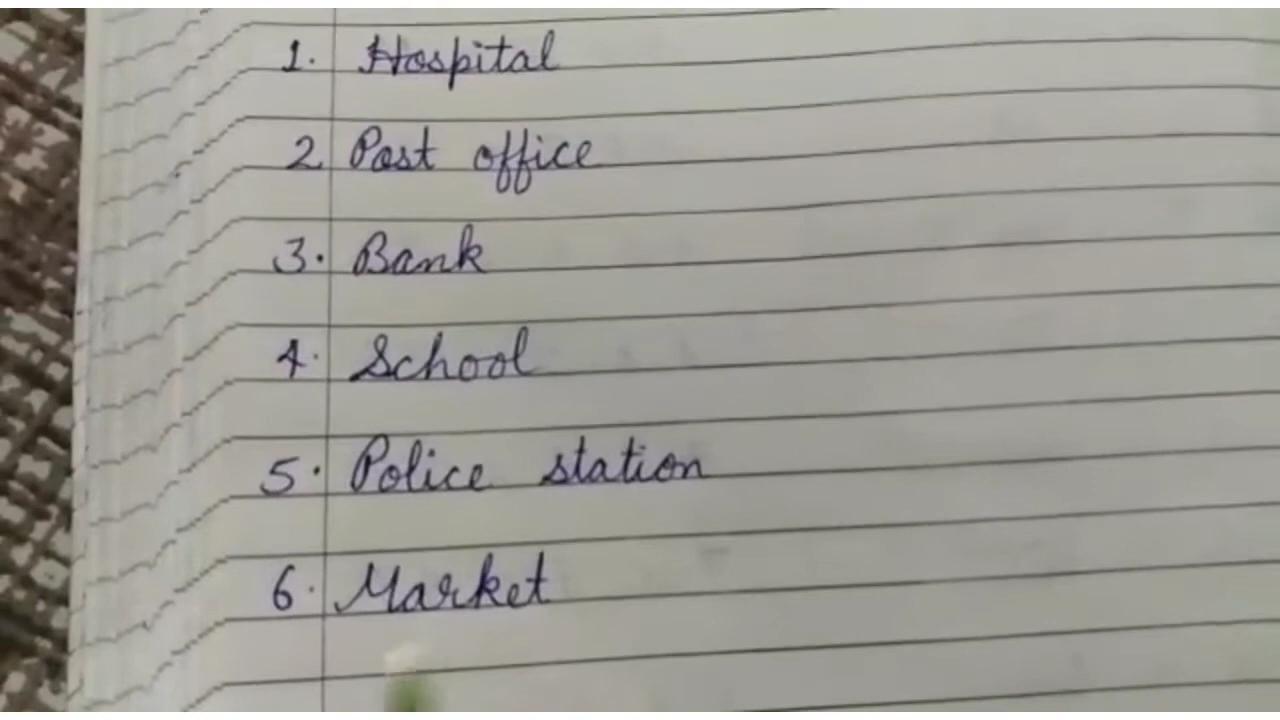 1. Hospital
2 Post office
3. Bank
4. School
5. Police station
6. Market